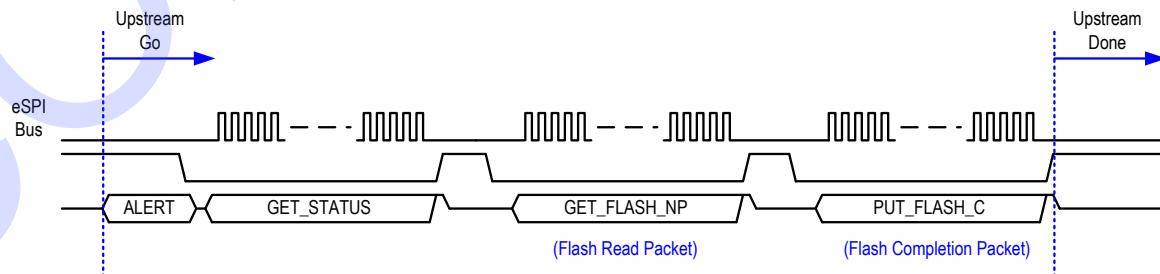 Upstream
Go
Upstream
Done
eSPI
Bus
ALERT
GET_STATUS
GET_FLASH_NP
PUT_FLASH_C
(Flash Read Packet)
(Flash Completion Packet)